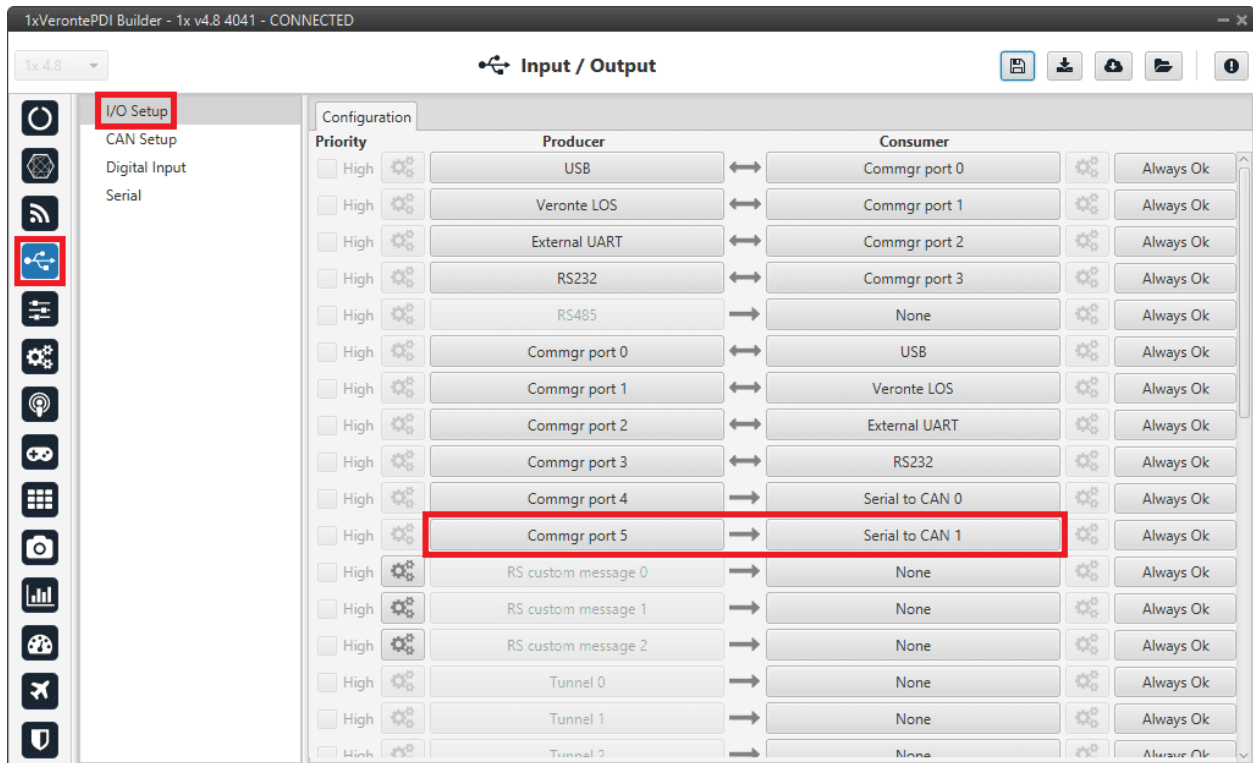 1xVerontePDI Builder - 1x v4.8 4041 - CONNECTED
1x 4.8
Input / Output
I/O Setup
CAN Setup
Digital Input
Serial
Configuration
Priority Producer Consumer
High USB Commgr port 0 Always Ok
High Veronte LOS Commgr port 1 Always Ok
High External UART Commgr port 2 Always Ok
High RS232 Commgr port 3 Always Ok
High RS485 None Always Ok
High Commgr port 0 USB Always Ok
High Commgr port 1 Veronte LOS Always Ok
High Commgr port 2 External UART Always Ok
High Commgr port 3 RS232 Always Ok
High Commgr port 4 Serial to CAN 0 Always Ok
High Commgr port 5 Serial to CAN 1 Always Ok
High RS custom message 0 None Always Ok
High RS custom message 1 None Always Ok
High RS custom message 2 None Always Ok
High Tunnel 0 None Always Ok
High Tunnel 1 None Always Ok
High Tunnel 2 None Always Ok